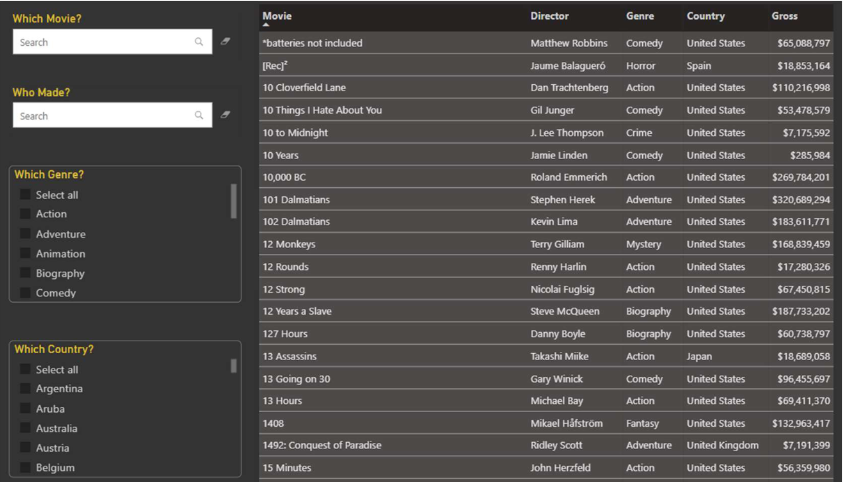 Which Movie?
Search
Who Made?
Search
Which Genre?
Select all
Action
Adventure
Animation
Biography
Comedy
Which Country?
Select all
Argentina
Aruba
Australia
Austria
Belgium
Movie Director Genre Country Gross
*batteries not included Matthew Robbins Comedy United States $65,088,797
[Rec]² Jaume Balagueró Horror Spain $18,853,164
10 Cloverfield Lane Dan Trachtenberg Action United States $110,216,998
10 Things I Hate About You Gil Junger Comedy United States $53,478,579
10 to Midnight J. Lee Thompson Crime United States $7,175,592
10 Years Jamie Linden Comedy United States $285,984
10,000 BC Roland Emmerich Action United States $269,784,201
101 Dalmatians Stephen Herek Adventure United States $320,689,294
102 Dalmatians Kevin Lima Adventure United States $183,611,771
12 Monkeys Terry Gilliam Mystery United States $168,839,459
12 Rounds Renny Harlin Action United States $17,280,326
12 Strong Nicolai Fuglsig Action United States $67,450,815
12 Years a Slave Steve McQueen Biography United States $187,733,202
127 Hours Danny Boyle Biography United States $60,738,797
13 Assassins Takashi Miike Action Japan $18,689,058
13 Going on 30 Gary Winick Comedy United States $96,455,697
13 Hours Michael Bay Action United States $69,411,370
1408 Mikael Håfström Fantasy United States $132,963,417
1492: Conquest of Paradise Ridley Scott Adventure United Kingdom $7,191,399
15 Minutes John Herzfeld Action United States $56,359,980